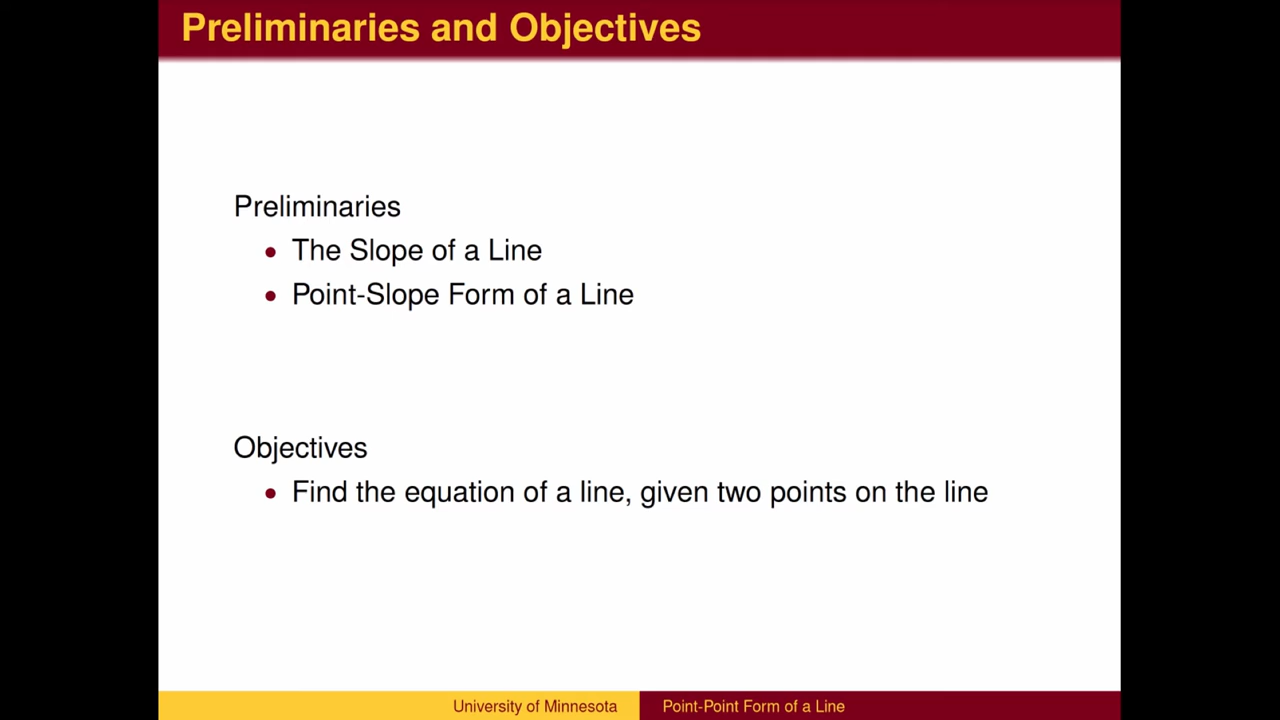 Preliminaries and Objectives
Preliminaries
• The Slope of a Line
• Point-Slope Form of a Line
Objectives
• Find the equation of a line, given two points on the line
University of Minnesota
Point-Point Form of a Line